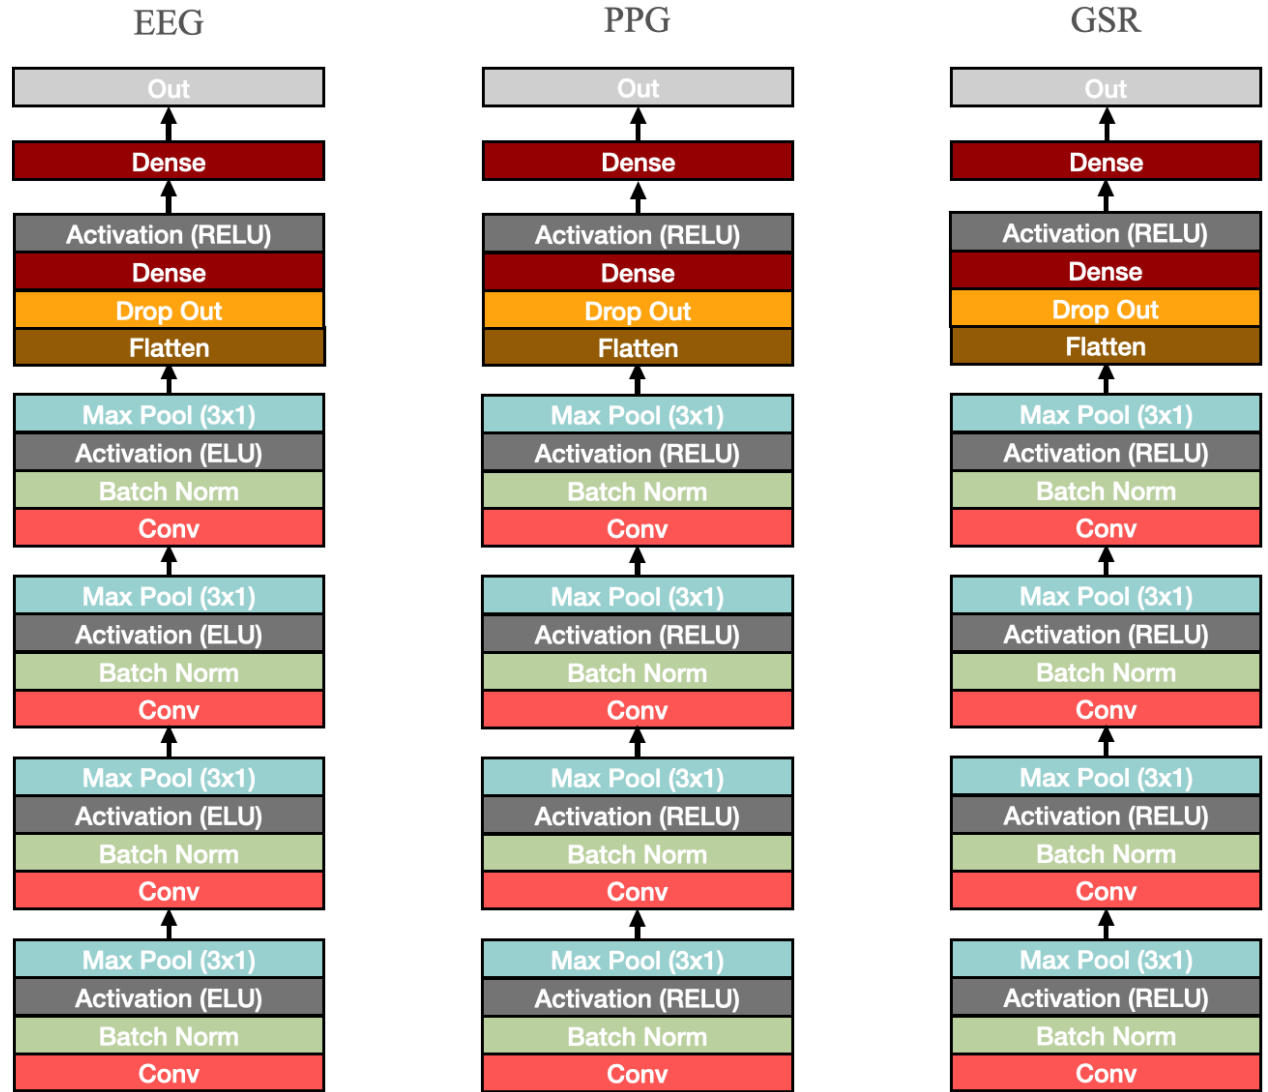 EEG PPG GSR
Out Out Out
Dense Dense Dense
Activation (RELU) Activation (RELU) Activation (RELU)
Dense Dense Dense
Drop Out Drop Out Drop Out
Flatten Flatten Flatten
Max Pool (3x1) Max Pool (3x1) Max Pool (3x1)
Activation (ELU) Activation (RELU) Activation (RELU)
Batch Norm Batch Norm Batch Norm
Conv Conv Conv
Max Pool (3x1) Max Pool (3x1) Max Pool (3x1)
Activation (ELU) Activation (RELU) Activation (RELU)
Batch Norm Batch Norm Batch Norm
Conv Conv Conv
Max Pool (3x1) Max Pool (3x1) Max Pool (3x1)
Activation (ELU) Activation (RELU) Activation (RELU)
Batch Norm Batch Norm Batch Norm
Conv Conv Conv
Max Pool (3x1) Max Pool (3x1) Max Pool (3x1)
Activation (ELU) Activation (RELU) Activation (RELU)
Batch Norm Batch Norm Batch Norm
Conv Conv Conv